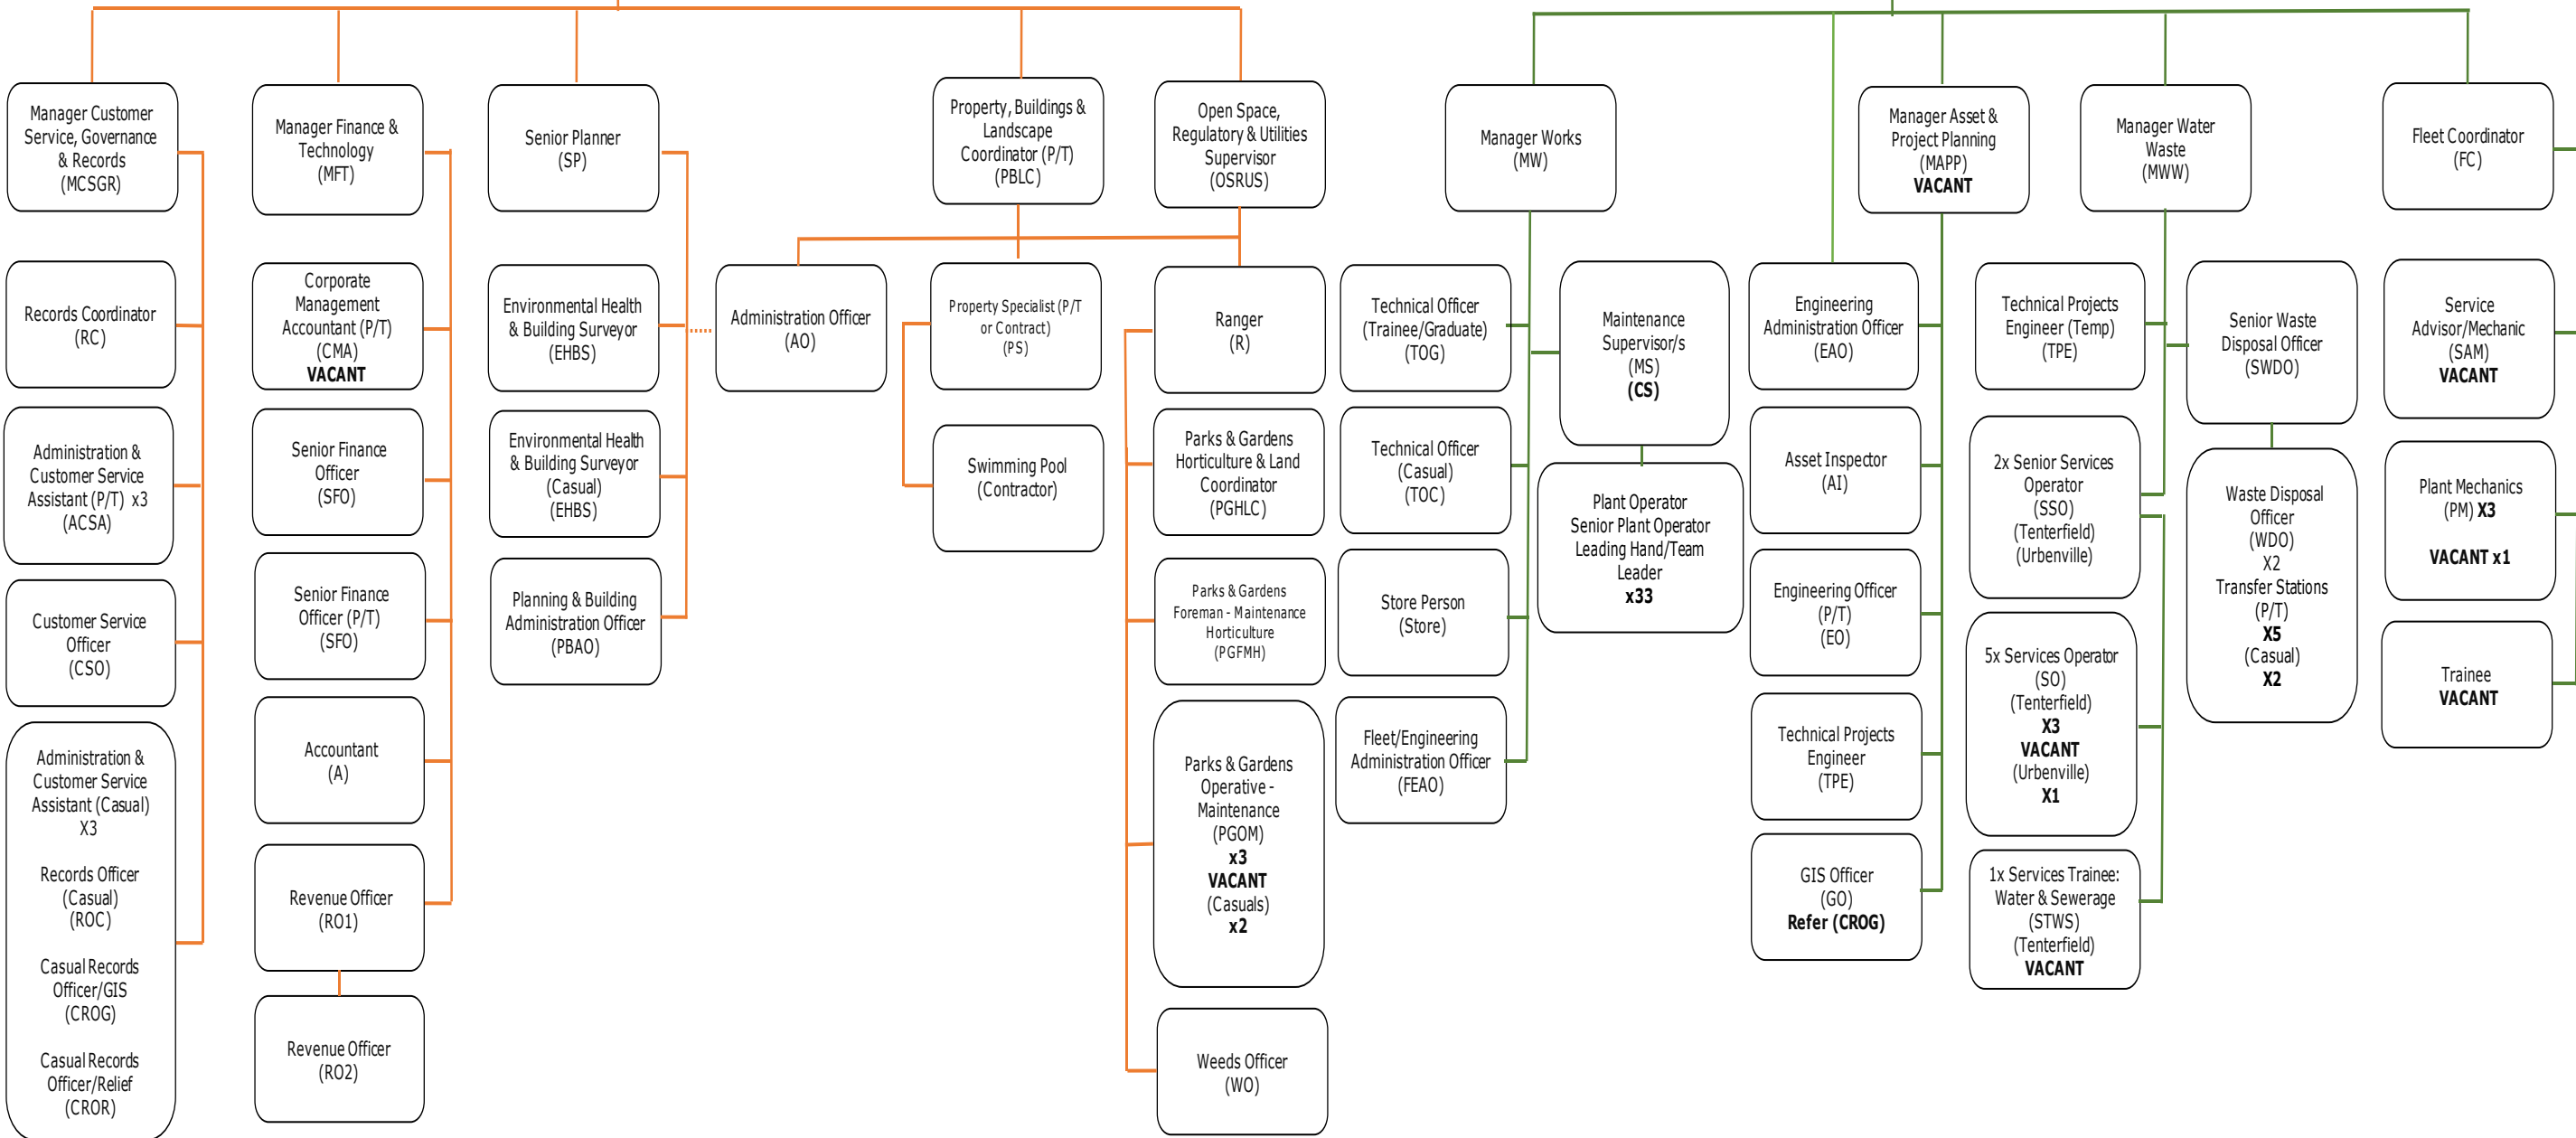 Manager Customer
Service, Governance
& Records
(MCSGR)
Manager Finance &
Technology
(MFT)
Senior Planner
(SP)
Property, Buildings &
Landscape
Coordinator (P/T)
(PBLC)
Open Space,
Regulatory & Utilities
Supervisor
(OSRUS)
Manager Works
(MW)
Manager Asset &
Project Planning
(MAPP)
VACANT
Manager Water
Waste
(MWW)
Fleet Coordinator
(FC)
Records Coordinator
(RC)
Corporate
Management
Accountant (P/T)
(CMA)
VACANT
Environmental Health
& Building Surveyor
(EHBS)
Administration Officer
(AO)
Property Specialist (P/T
or Contract)
(PS)
Ranger
(R)
Technical Officer
(Trainee/Graduate)
(TOG)
Maintenance
Supervisor/s
(MS)
(CS)
Engineering
Administration Officer
(EAO)
Technical Projects
Engineer (Temp)
(TPE)
Senior Waste
Disposal Officer
(SWDO)
Service
Advisor/Mechanic
(SAM)
VACANT
Administration &
Customer Service
Assistant (P/T) x3
(ACSA)
Senior Finance
Officer
(SFO)
Environmental Health
& Building Surveyor
(Casual)
(EHBS)
Swimming Pool
(Contractor)
Parks & Gardens
Horticulture & Land
Coordinator
(PGHLC)
Technical Officer
(Casual)
(TOC)
Plant Operator
Senior Plant Operator
Leading Hand/Team
Leader
x33
Asset Inspector
(AI)
2x Senior Services
Operator
(SSO)
(Tenterfield)
(Urbenville)
Waste Disposal
Officer
(WDO)
X2
Transfer Stations
(P/T)
X5
(Casual)
X2
Plant Mechanics
(PM) X3
VACANT x1
Customer Service
Officer
(CSO)
Senior Finance
Officer (P/T)
(SFO)
Planning & Building
Administration Officer
(PBAO)
Parks & Gardens
Foreman - Maintenance
Horticulture
(PGFMH)
Store Person
(Store)
Engineering Officer
(P/T)
(EO)
5x Services Operator
(SO)
(Tenterfield)
X3
VACANT
(Urbenville)
X1
Trainee
VACANT
Administration &
Customer Service
Assistant (Casual)
X3
Records Officer
(Casual)
(ROC)
Casual Records
Officer/GIS
(CROG)
Casual Records
Officer/Relief
(CROR)
Accountant
(A)
Parks & Gardens
Operative -
Maintenance
(PGOM)
x3
VACANT
(Casuals)
x2
Fleet/Engineering
Administration Officer
(FEAO)
Technical Projects
Engineer
(TPE)
Revenue Officer
(RO1)
GIS Officer
(GO)
Refer (CROG)
1x Services Trainee:
Water & Sewerage
(STWS)
(Tenterfield)
VACANT
Revenue Officer
(RO2)
Weeds Officer
(WO)